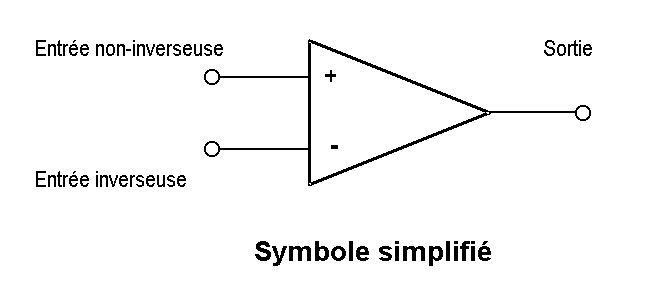 Entrée non-inverseuse
Sortie
+
-
Entrée inverseuse
Symbole simplifié